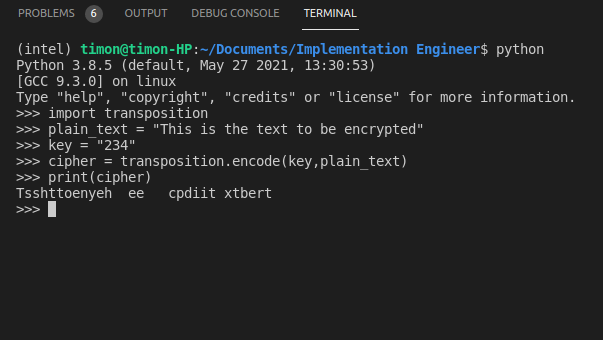 PROBLEMS 6 OUTPUT DEBUG CONSOLE TERMINAL
(intel) timon@timon-HP:~/Documents/Implementation Engineer$ python
Python 3.8.5 (default, May 27 2021, 13:30:53)
[GCC 9.3.0] on linux
Type "help", "copyright", "credits" or "license" for more information.
>>> import transposition
>>> plain_text = "This is the text to be encrypted"
>>> key = "234"
>>> cipher = transposition.encode(key,plain_text)
>>> print(cipher)
Tsshttoenyeh  ee   cpdiit xtbert
>>>